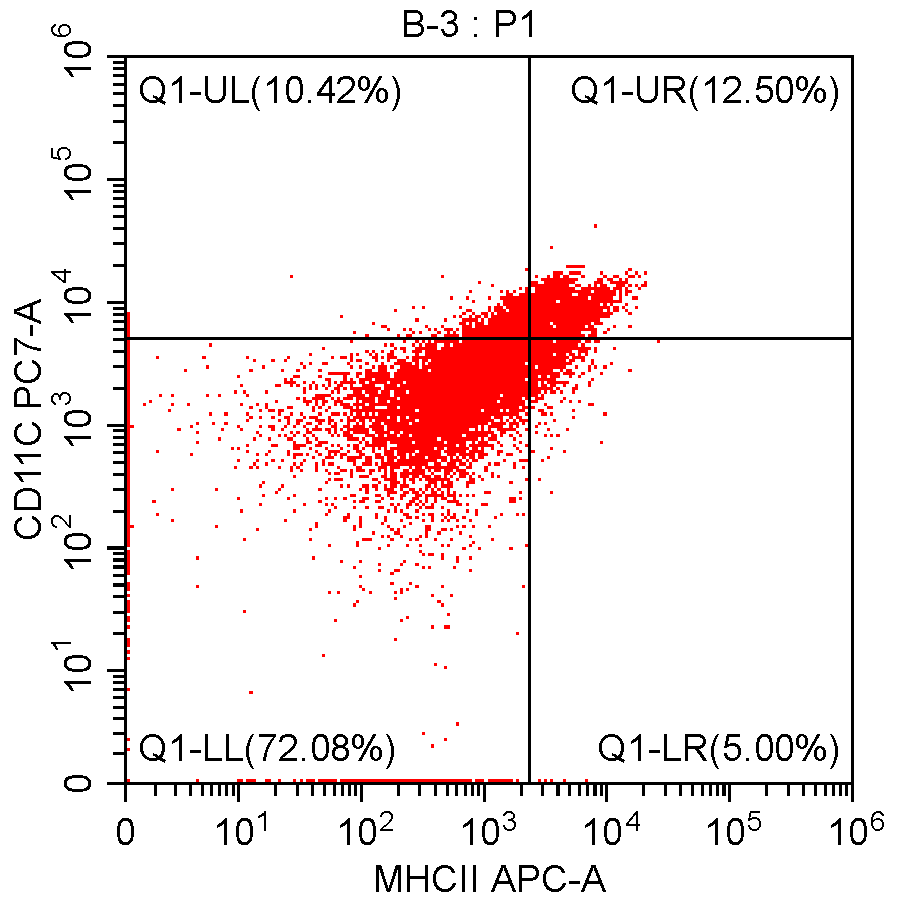 B-3 : P1
Q1-UL(10.42%)
Q1-UR(12.50%)
10^6
10^5
10^4
10^3
10^2
10^1
0
CD11C PC7-A
Q1-LL(72.08%)
Q1-LR(5.00%)
0
10^1
10^2
10^3
10^4
10^5
10^6
MHCII APC-A